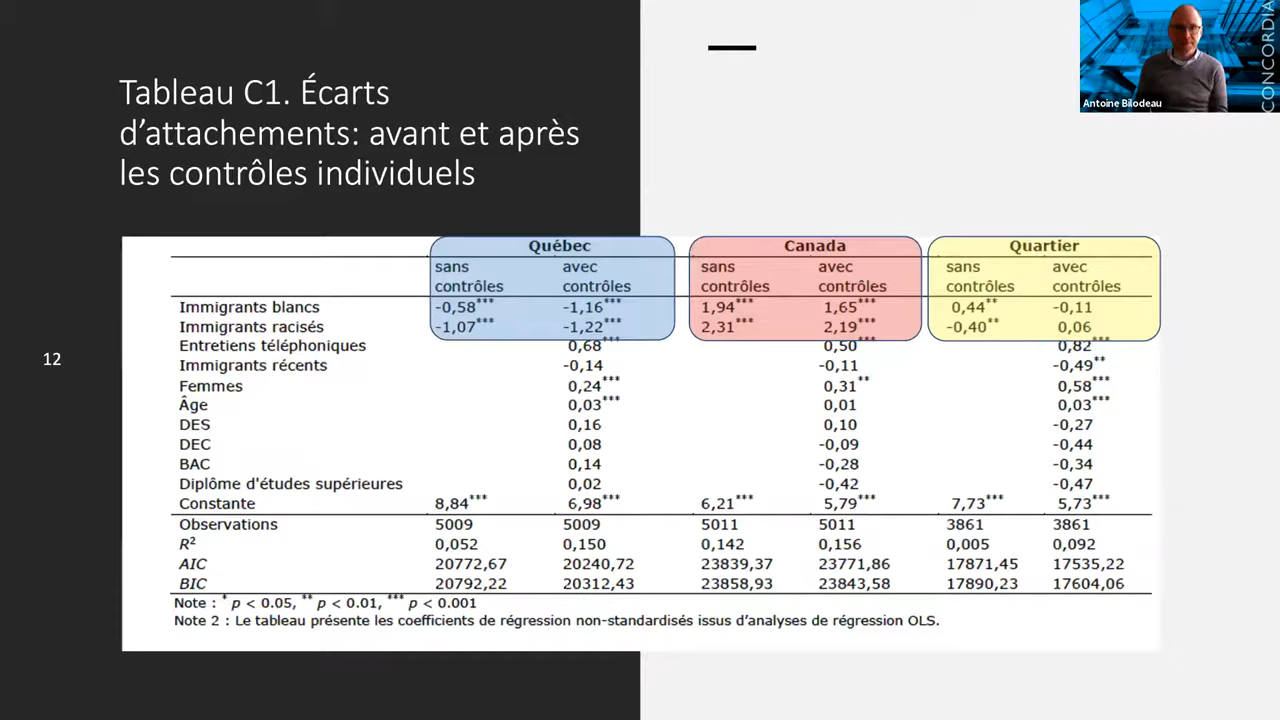 Tableau C1. Écarts
d’attachements: avant et après
les contrôles individuels
12
Antoine Bilodeau
CONCORDIA
Québec Canada Quartier
sans avec sans avec sans avec
contrôles contrôles contrôles contrôles contrôles contrôles
Immigrants blancs -0,58*** -1,16*** 1,94*** 1,65*** 0,44** -0,11
Immigrants racisés -1,07*** -1,22*** 2,31*** 2,19*** -0,40** 0,06
Entretiens téléphoniques 0,68*** 0,50*** 0,82***
Immigrants récents -0,14 -0,11 -0,49**
Femmes 0,24*** 0,31** 0,58***
Âge 0,03*** 0,01 0,03***
DES 0,16 0,10 -0,27
DEC 0,08 -0,09 -0,44
BAC 0,14 -0,28 -0,34
Diplôme d'études supérieures 0,02 -0,42 -0,47
Constante 8,84*** 6,98*** 6,21*** 5,79*** 7,73*** 5,73***
Observations 5009 5009 5011 5011 3861 3861
R² 0,052 0,150 0,142 0,156 0,005 0,092
AIC 20772,67 20240,72 23839,37 23771,86 17871,45 17535,22
BIC 20792,22 20312,43 23858,93 23843,58 17890,23 17604,06
Note : * p < 0.05, ** p < 0.01, *** p < 0.001
Note 2 : Le tableau présente les coefficients de régression non-standardisés issus d’analyses de régression OLS.